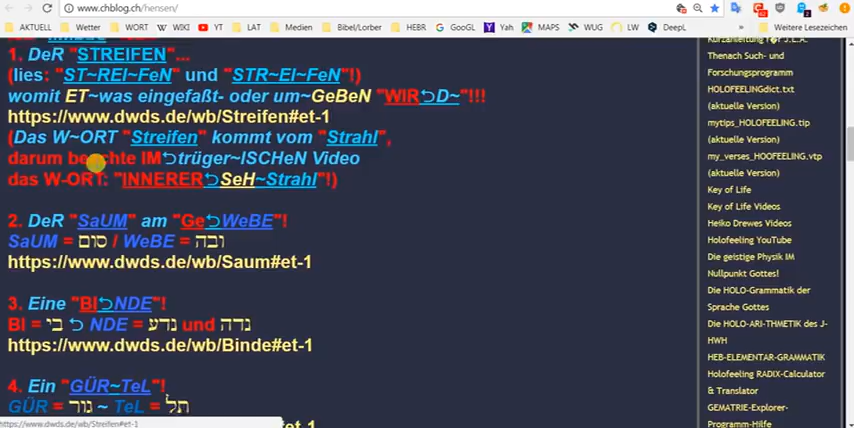 www.chblog.ch/hensen/
AKTUELL Wetter WORT WIKI YT LAT Medien Bibel/Lorber HEBR GooGL Yah MAPS WUG LW DeepL Weitere Lesezeichen
1. DeR "STREIFEN"...
(lies: "ST~REI~FeN" und "STR~EI~FeN"!)
womit ET~was eingefaßt- oder um~GeBeN "WIR⮌D~"!!!
https://www.dwds.de/wb/Streifen#et-1
(Das W~ORT "Streifen" kommt vom "Strahl",
darum beachte IM⮌trüger~ISCHeN Video
das W-ORT: "INNERER⮌SeH~Strahl"!)
2. DeR "SaUM" am "Ge⮌WeBE"!
SaUM = סום / WeBE = ובה
https://www.dwds.de/wb/Saum#et-1
3. Eine "BI⮌NDE"!
BI = בי ⮌ NDE = נדע und נדה
https://www.dwds.de/wb/Binde#et-1
4. Ein "GÜR~TeL"!
GÜR = גור ~ TeL = תל
https://www.dwds.de/wb/Streifen#et-1
Thenach Such- und
Forschungsprogramm
HOLOFEELINGdict.txt
(aktuelle Version)
mytips_HOLOFEELING.tip
(aktuelle Version)
my_verses_HOOFEELING.vtp
(aktuelle Version)
Key of Life
Key of Life Videos
Heiko Drewes Videos
Holofeeling YouTube
Die geistige Physik IM
Nullpunkt Gottes!
Die HOLO-Grammatik der
Sprache Gottes
Die HOLO-ARI-THMETIK des J-
HWH
HEB-ELEMENTAR-GRAMMATIK
Holofeeling RADIX-Calculator
& Translator
GEMATRIE-Explorer-
Programm-Hilfe